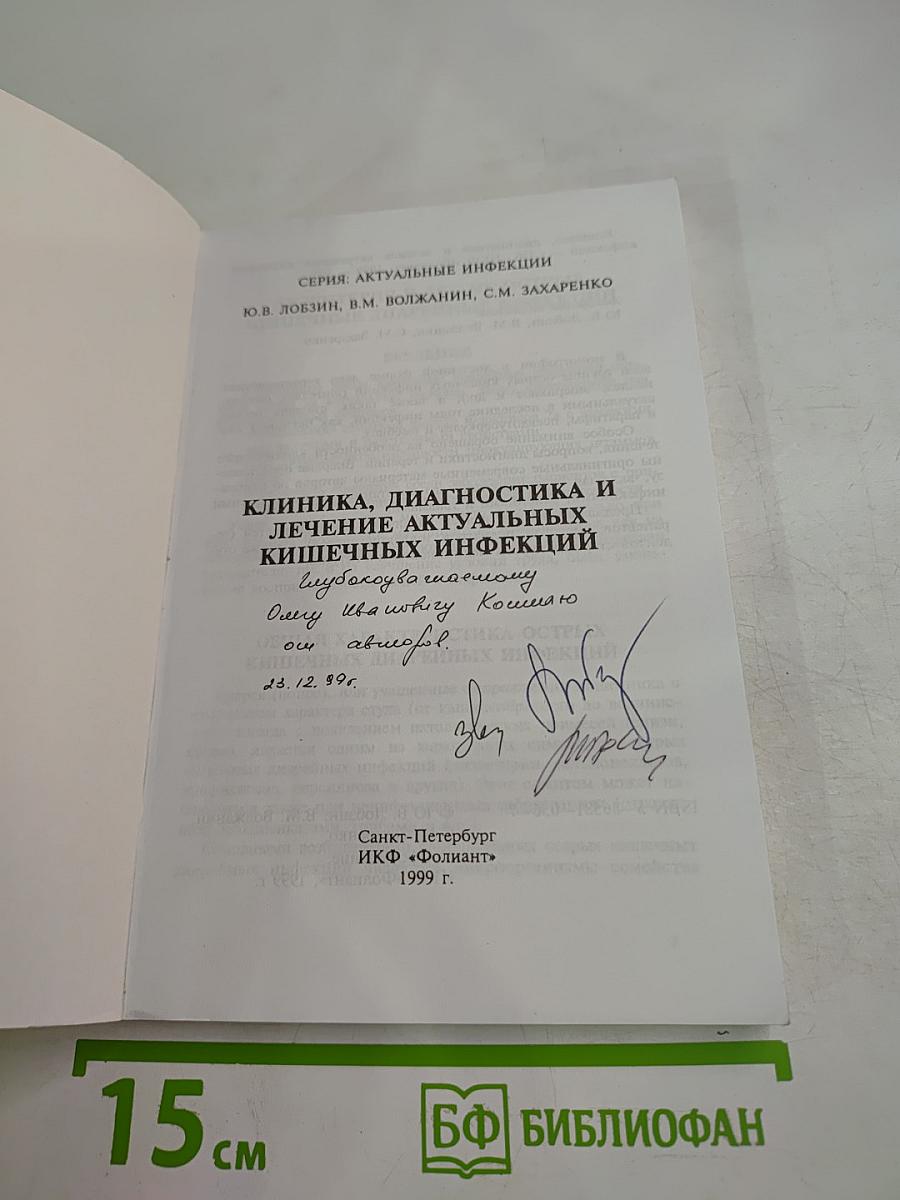 СЕРИЯ: АКТУАЛЬНЫЕ ИНФЕКЦИИ
Ю.В. ЛОБЗИН, В.М. ВОЛЖАНИН, С.М. ЗАХАРЕНКО
КЛИНИКА, ДИАГНОСТИКА И
ЛЕЧЕНИЕ АКТУАЛЬНЫХ
КИШЕЧНЫХ ИНФЕКЦИЙ
Глубокоуважаемому
Олегу Ивановичу
от авторов.
23.12.99г.
Санкт-Петербург
ИКФ «Фолиант»
1999 г.
15 см
БФ БИБЛИОФАН